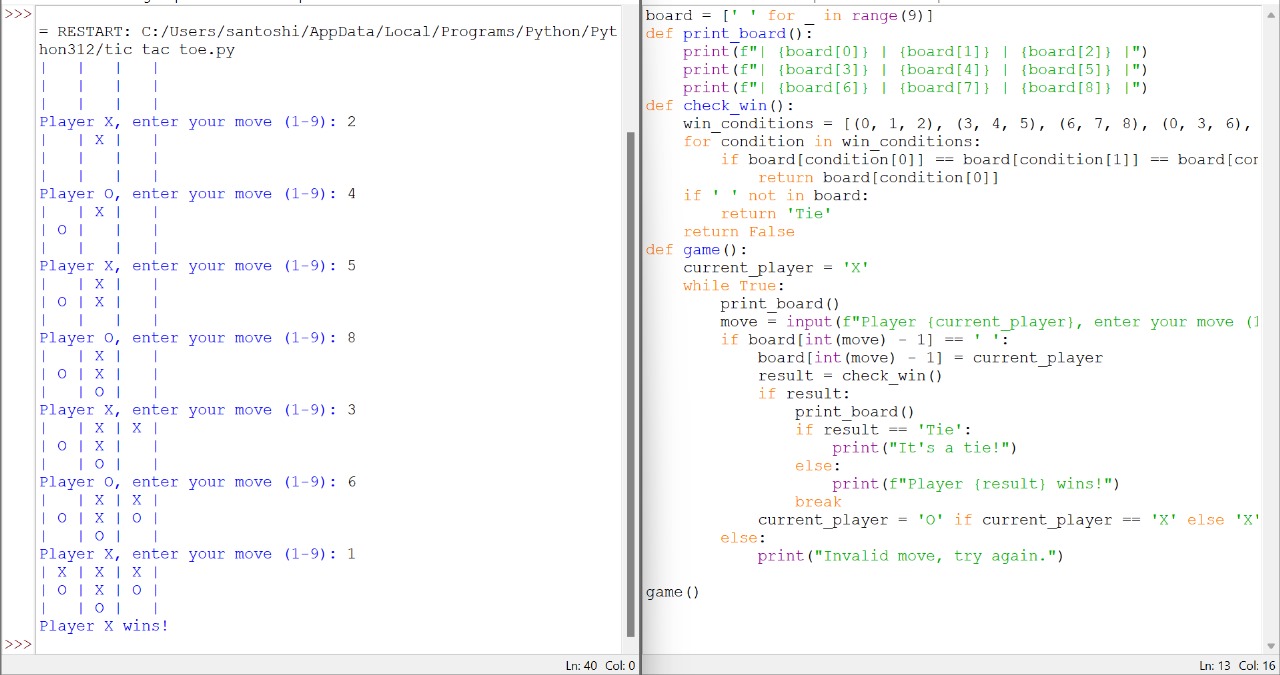 >>>
= RESTART: C:/Users/santoshi/AppData/Local/Programs/Python/Pyt
hon312/tic tac toe.py
|   |   |   |
|   |   |   |
|   |   |   |
Player X, enter your move (1-9): 2
|   | X |   |
|   |   |   |
|   |   |   |
Player O, enter your move (1-9): 4
|   | X |   |
| O |   |   |
|   |   |   |
Player X, enter your move (1-9): 5
|   | X |   |
| O | X |   |
|   |   |   |
Player O, enter your move (1-9): 8
|   | X |   |
| O | X |   |
|   | O |   |
Player X, enter your move (1-9): 3
|   | X | X |
| O | X |   |
|   | O |   |
Player O, enter your move (1-9): 6
|   | X | X |
| O | X | O |
|   | O |   |
Player X, enter your move (1-9): 1
| X | X | X |
| O | X | O |
|   | O |   |
Player X wins!
>>>
Ln: 40 Col: 0
board = [' ' for _ in range(9)]
def print_board():
    print(f"| {board[0]} | {board[1]} | {board[2]} |")
    print(f"| {board[3]} | {board[4]} | {board[5]} |")
    print(f"| {board[6]} | {board[7]} | {board[8]} |")
def check_win():
    win_conditions = [(0, 1, 2), (3, 4, 5), (6, 7, 8), (0, 3, 6),
    for condition in win_conditions:
        if board[condition[0]] == board[condition[1]] == board[cor
            return board[condition[0]]
    if ' ' not in board:
        return 'Tie'
    return False
def game():
    current_player = 'X'
    while True:
        print_board()
        move = input(f"Player {current_player}, enter your move (1
        if board[int(move) - 1] == ' ':
            board[int(move) - 1] = current_player
            result = check_win()
            if result:
                print_board()
                if result == 'Tie':
                    print("It's a tie!")
                else:
                    print(f"Player {result} wins!")
                break
            current_player = 'O' if current_player == 'X' else 'X'
        else:
            print("Invalid move, try again.")
game()
Ln: 13 Col: 16